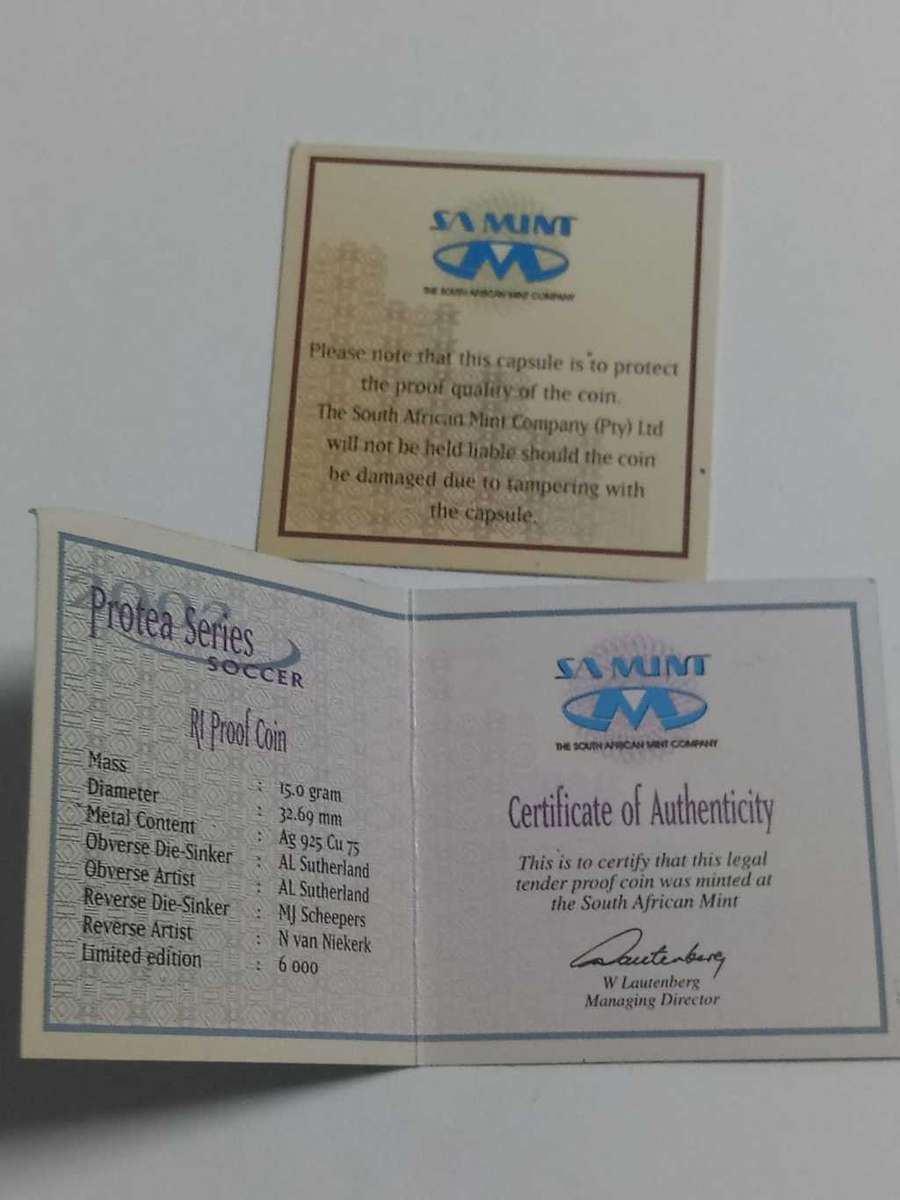 SA MINT
THE SOUTH AFRICAN MINT COMPANY
Please note that this capsule is to protect
the proof quality of the coin.
The South African Mint Company (Pty) Ltd
will not be held liable should the coin
be damaged due to tampering with
the capsule.
Protea Series
SOCCER
R1 Proof Coin
Mass : 15.0 gram
Diameter : 32.69 mm
Metal Content : Ag 925 Cu 75
Obverse Die-Sinker : AL Sutherland
Obverse Artist : AL Sutherland
Reverse Die-Sinker : MJ Scheepers
Reverse Artist : N van Niekerk
Limited edition : 6 000
SA MINT
THE SOUTH AFRICAN MINT COMPANY
Certificate of Authenticity
This is to certify that this legal
tender proof coin was minted at
the South African Mint
Lautenberg
W Lautenberg
Managing Director